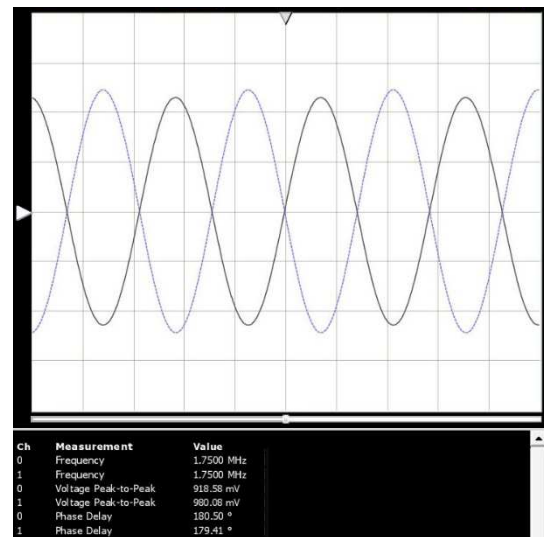 Ch Measurement Value
0 Frequency 1.7500 MHz
1 Frequency 1.7500 MHz
0 Voltage Peak-to-Peak 918.58 mV
1 Voltage Peak-to-Peak 980.08 mV
0 Phase Delay 180.50 °
1 Phase Delay 179.41 °